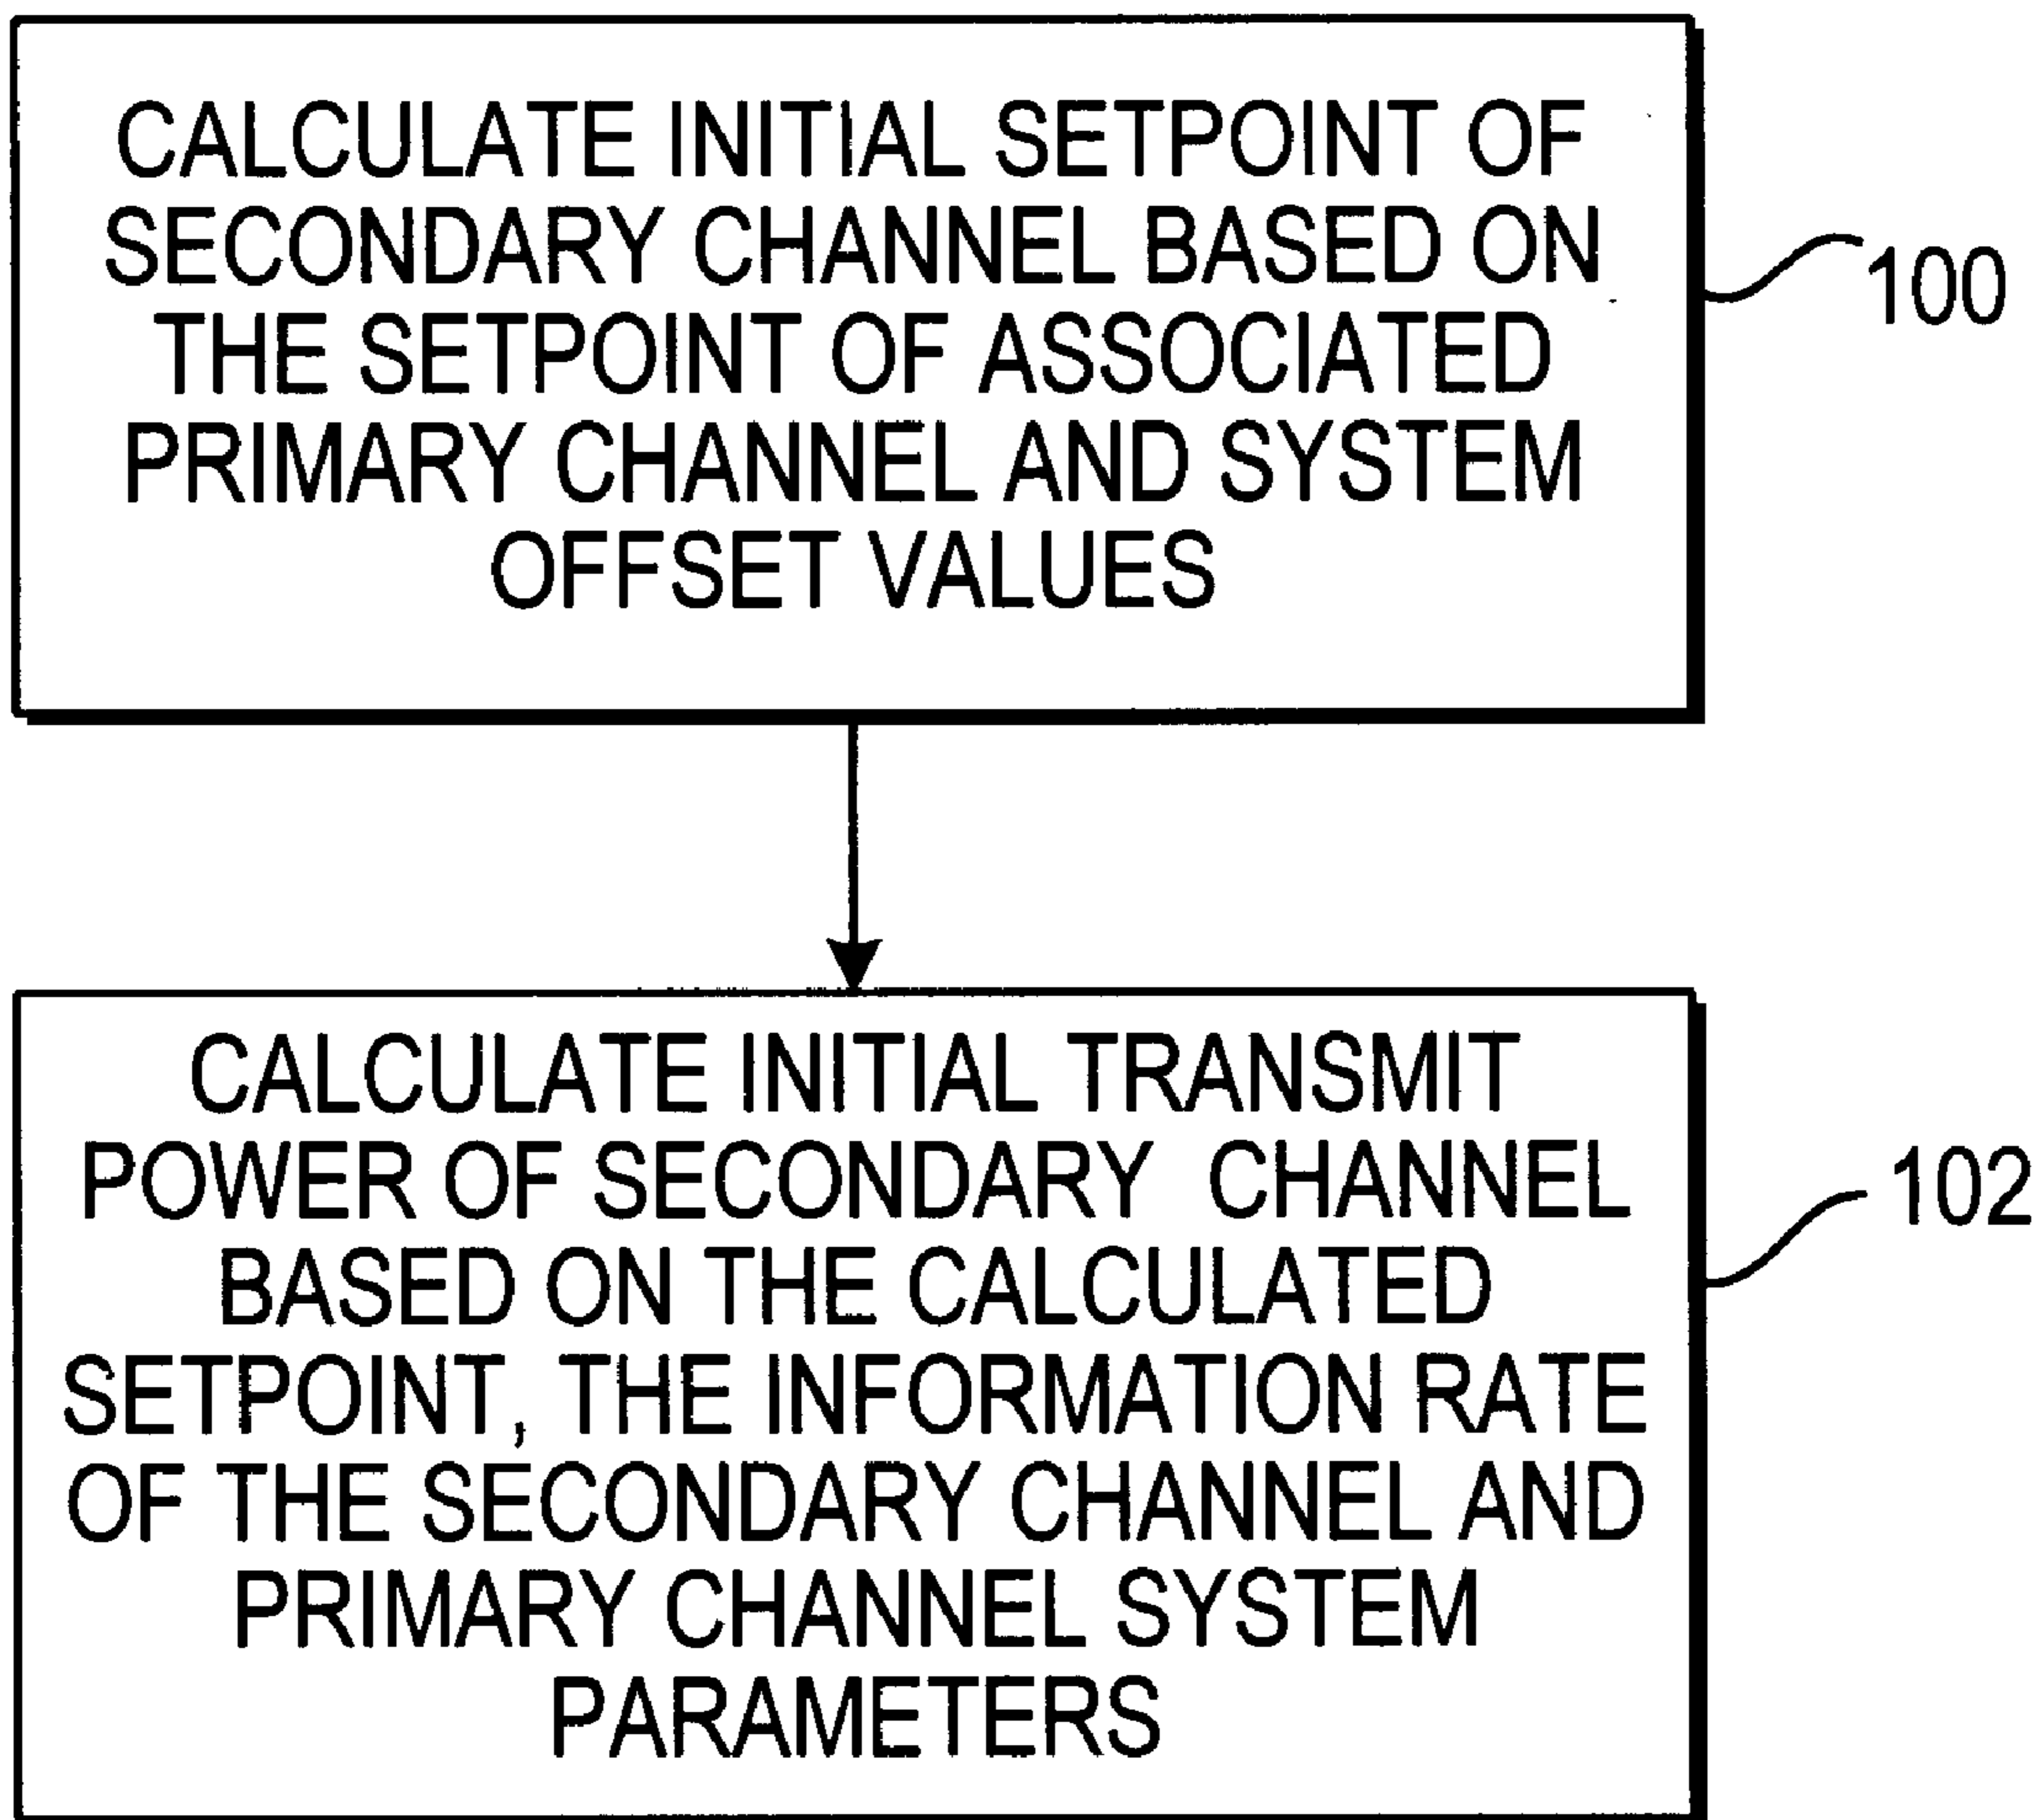 CALCULATE INITIAL SETPOINT OF
SECONDARY CHANNEL BASED ON
THE SETPOINT OF ASSOCIATED
PRIMARY CHANNEL AND SYSTEM
OFFSET VALUES
100
CALCULATE INITIAL TRANSMIT
POWER OF SECONDARY CHANNEL
BASED ON THE CALCULATED
SETPOINT, THE INFORMATION RATE
OF THE SECONDARY CHANNEL AND
PRIMARY CHANNEL SYSTEM
PARAMETERS
102